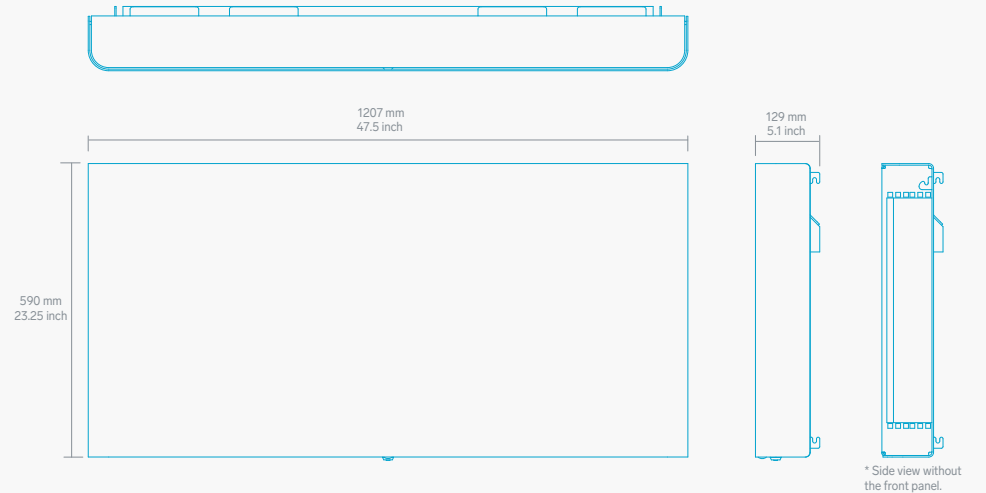 1207 mm
47.5 inch
129 mm
5.1 inch
590 mm
23.25 inch
* Side view without
the front panel.